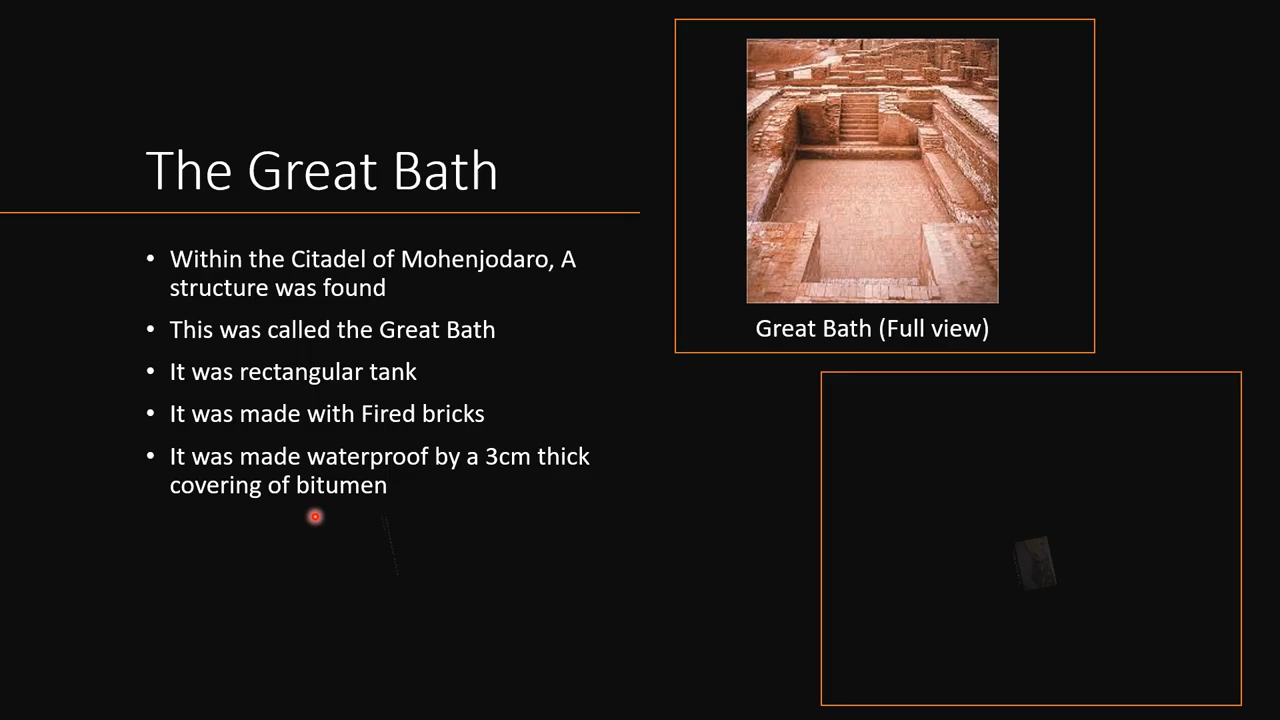 The Great Bath
• Within the Citadel of Mohenjodaro, A
structure was found
• This was called the Great Bath
• It was rectangular tank
• It was made with Fired bricks
• It was made waterproof by a 3cm thick
covering of bitumen
Great Bath (Full view)